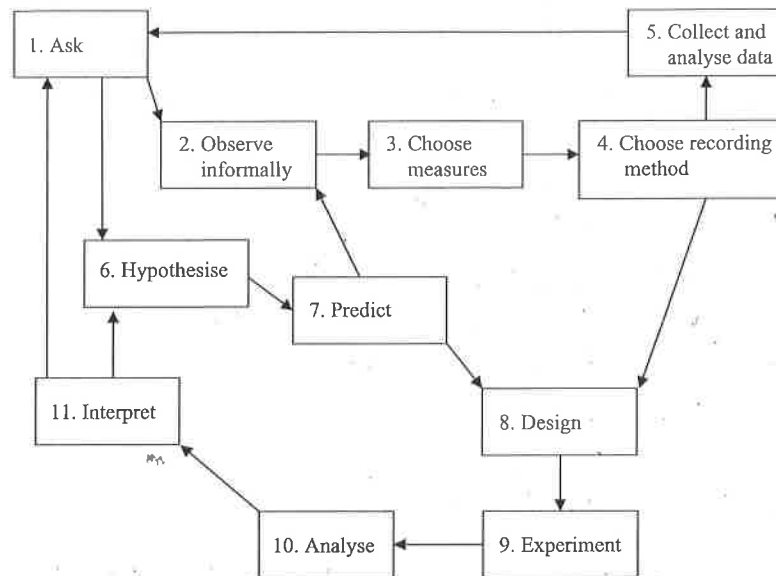 1. Ask
5. Collect and
analyse data
2. Observe
informally
3. Choose
measures
4. Choose recording
method
6. Hypothesise
7. Predict
11. Interpret
8. Design
10. Analyse
9. Experiment